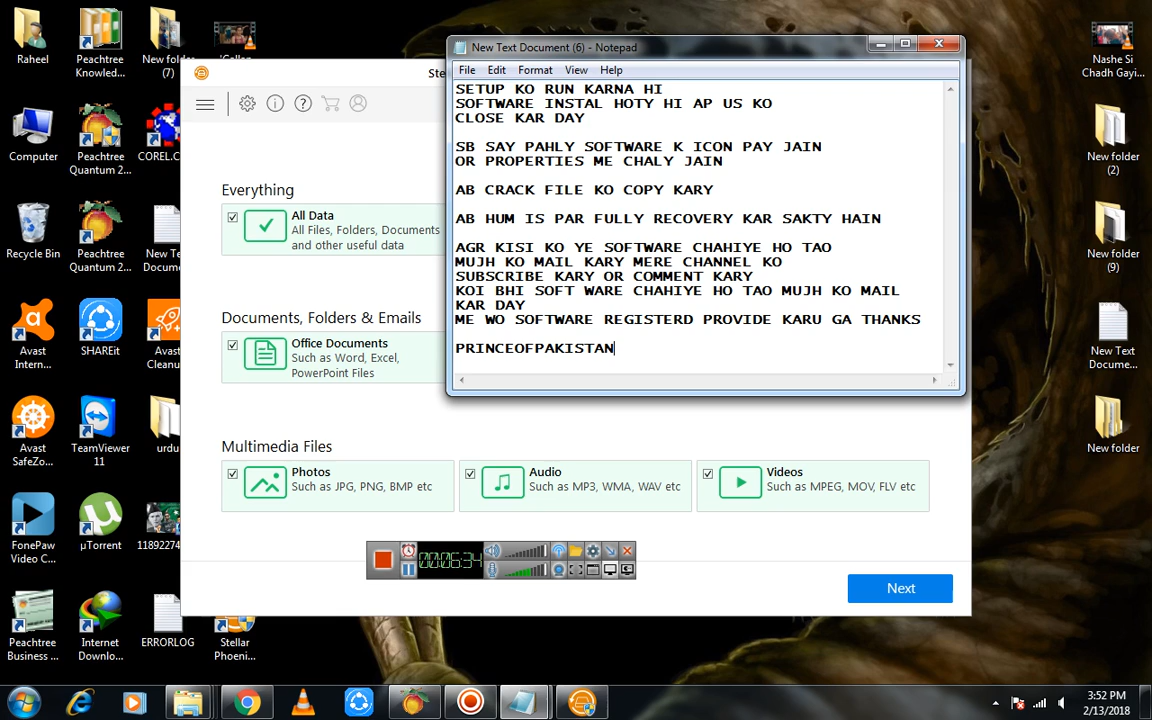 Raheel
Peachtree
Knowled...
New folder
(7)
Computer
Peachtree
Quantum 2...
COREL.C
Recycle Bin
Peachtree
Quantum 2...
New Te
Docum
Avast
Intern...
SHAREit
Avast
Cleanu
Avast
SafeZo...
TeamViewer
11
urdu
FonePaw
Video C...
µTorrent
11892274
Peachtree
Business ...
Internet
Downlo...
ERRORLOG
Stellar
Phoeni...
Ste
Everything
All Data
All Files, Folders, Documents
and other useful data
Documents, Folders & Emails
Office Documents
Such as Word, Excel,
PowerPoint Files
Multimedia Files
Photos
Such as JPG, PNG, BMP etc
Audio
Such as MP3, WMA, WAV etc
Videos
Such as MPEG, MOV, FLV etc
Next
New Text Document (6) - Notepad
File Edit Format View Help
SETUP KO RUN KARNA HI
SOFTWARE INSTAL HOTY HI AP US KO
CLOSE KAR DAY
SB SAY PAHLY SOFTWARE K ICON PAY JAIN
OR PROPERTIES ME CHALY JAIN
AB CRACK FILE KO COPY KARY
AB HUM IS PAR FULLY RECOVERY KAR SAKTY HAIN
AGR KISI KO YE SOFTWARE CHAHIYE HO TAO
MUJH KO MAIL KARY MERE CHANNEL KO
SUBSCRIBE KARY OR COMMENT KARY
KOI BHI SOFT WARE CHAHIYE HO TAO MUJH KO MAIL
KAR DAY
ME WO SOFTWARE REGISTERD PROVIDE KARU GA THANKS
PRINCEOFPAKISTAN
00:06:34
Nashe Si
Chadh Gayi...
New folder
(2)
New folder
(9)
New Text
Docume...
New folder
3:52 PM
2/13/2018